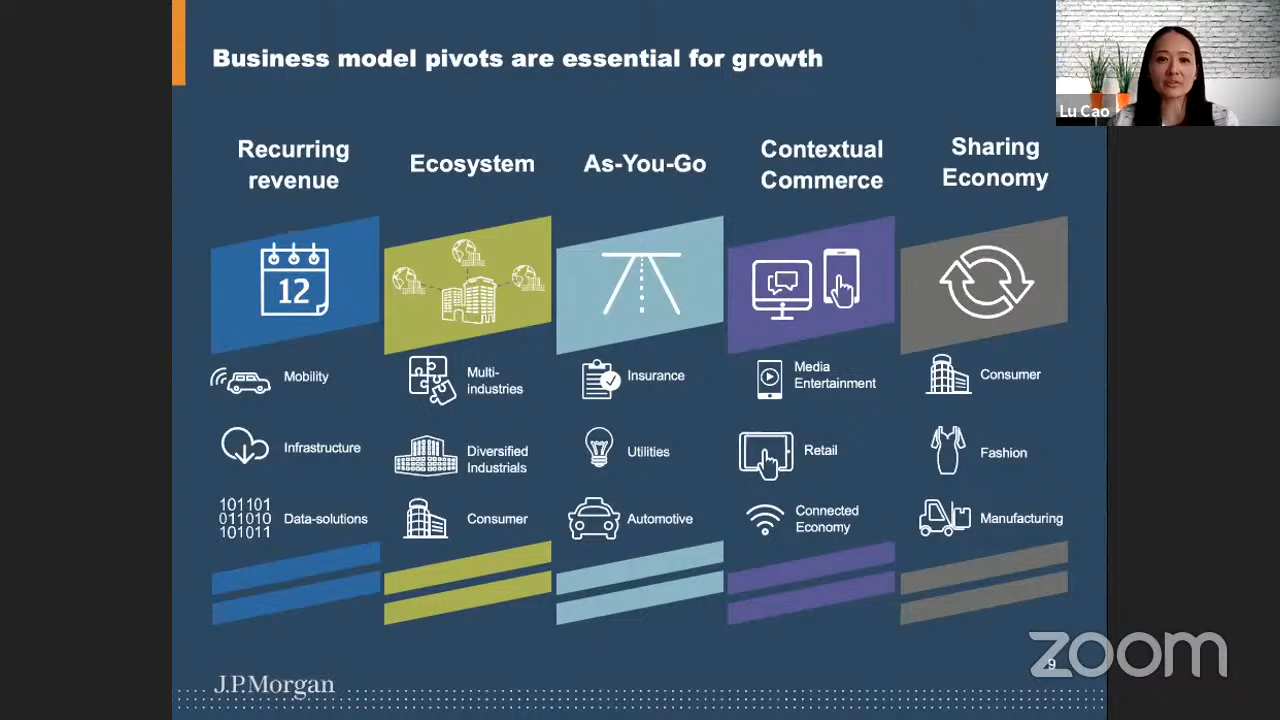 Business model pivots are essential for growth
Lu Cao
Recurring
revenue
Ecosystem
As-You-Go
Contextual
Commerce
Sharing
Economy
12
Mobility
Infrastructure
101101
011010
101011
Data-solutions
Multi-
industries
Diversified
Industrials
Consumer
Insurance
Utilities
Automotive
Media
Entertainment
Retail
Connected
Economy
Consumer
Fashion
Manufacturing
J.P.Morgan
9
zoom